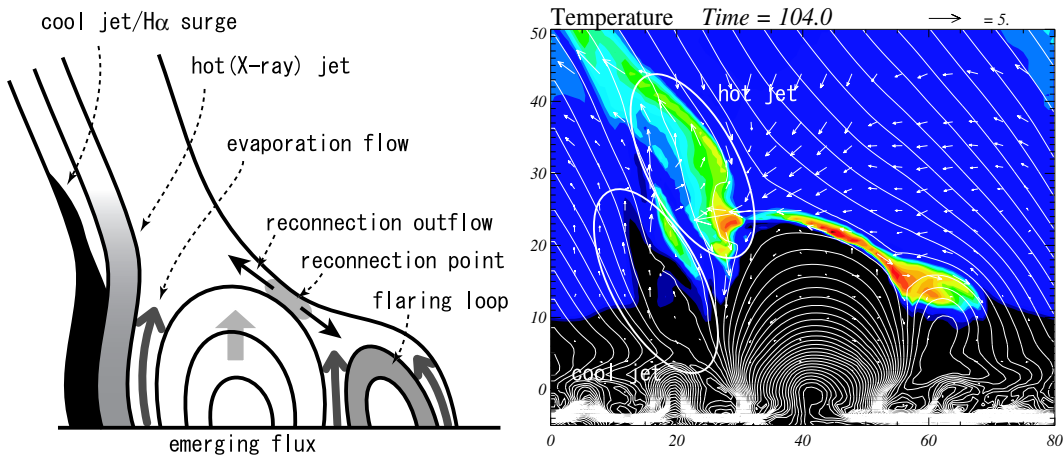 cool jet/Hα surge
hot(X-ray) jet
evaporation flow
reconnection outflow
reconnection point
flaring loop
emerging flux
Temperature Time = 104.0 = 5.
50
40
30
20
10
0
0 20 40 60 80
hot jet
cool jet